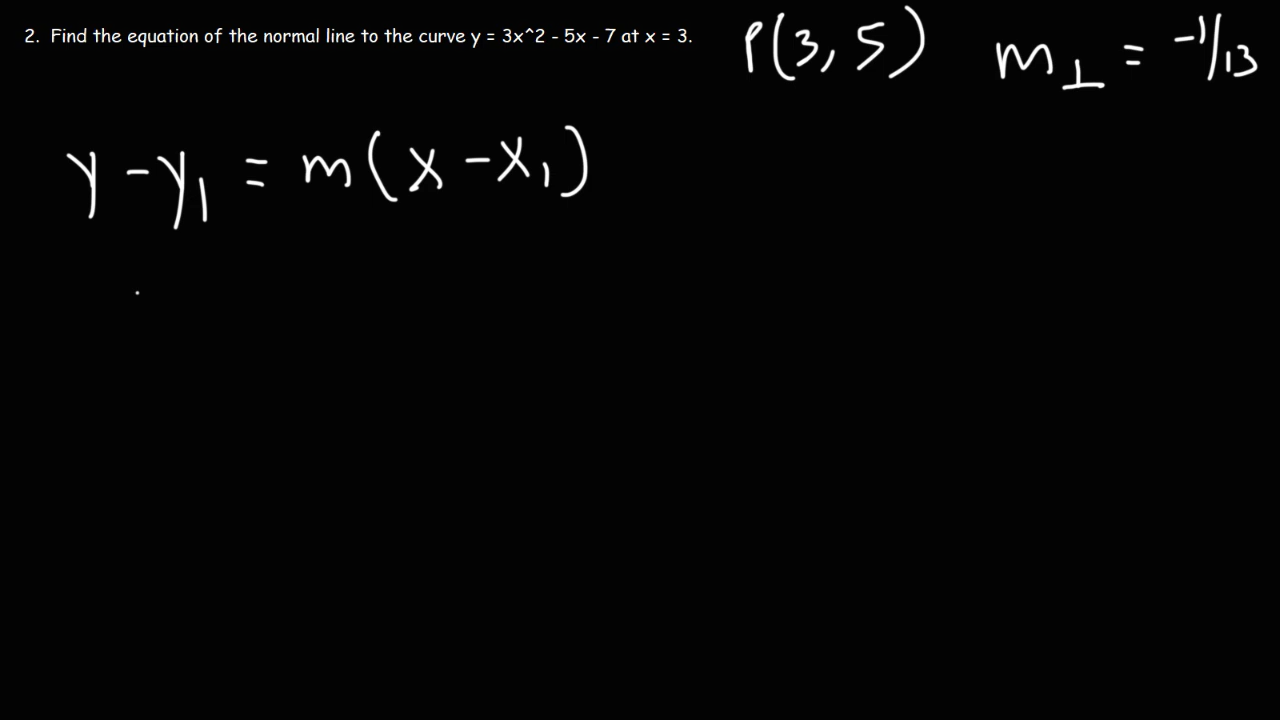 2. Find the equation of the normal line to the curve y = 3x^2 - 5x - 7 at x = 3.
P(3, 5) m⊥ = -1/13
y - y₁ = m(x - x₁)